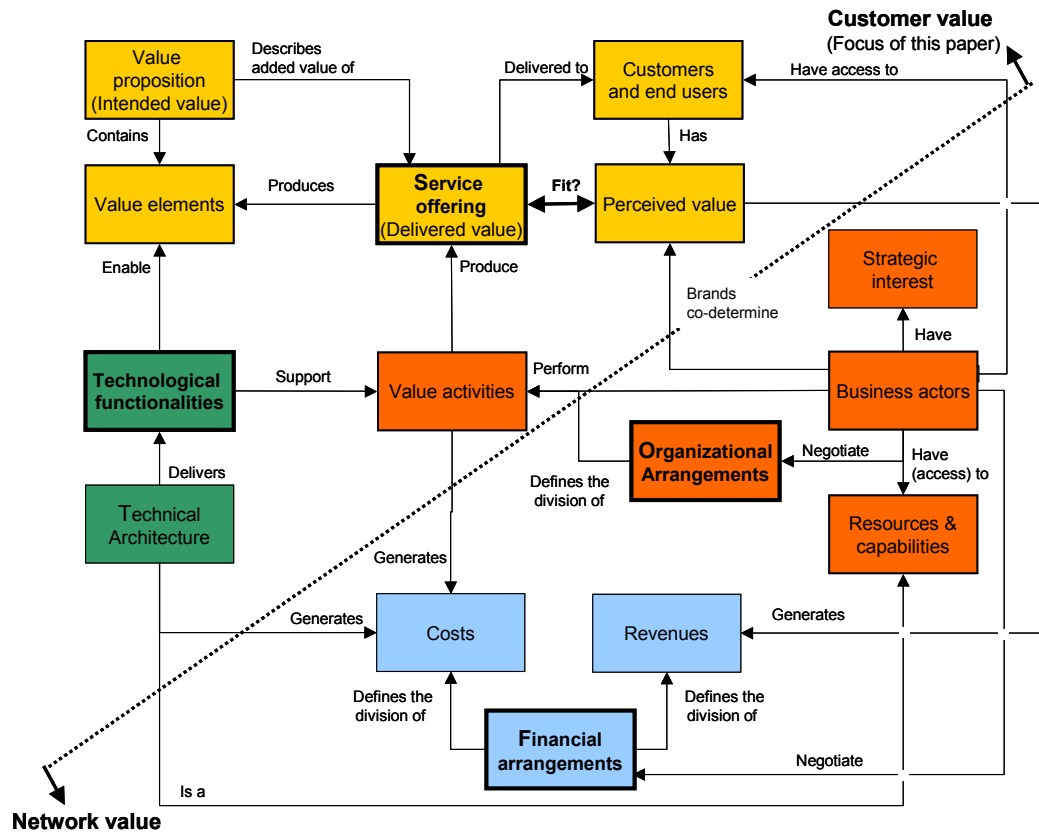 Customer value
(Focus of this paper)
Value
proposition
(Intended value)
Describes
added value of
Delivered to
Customers
and end users
Have access to
Contains
Has
Value elements
Produces
Service
offering
(Delivered value)
Fit?
Perceived value
Enable
Produce
Strategic
interest
Brands
co-determine
Have
Technological
functionalities
Support
Value activities
Perform
Business actors
Organizational
Arrangements
Negotiate
Have
(access) to
Delivers
Defines the
division of
Technical
Architecture
Resources &
capabilities
Generates
Generates
Costs
Revenues
Generates
Defines the
division of
Defines the
division of
Financial
arrangements
Negotiate
Is a
Network value